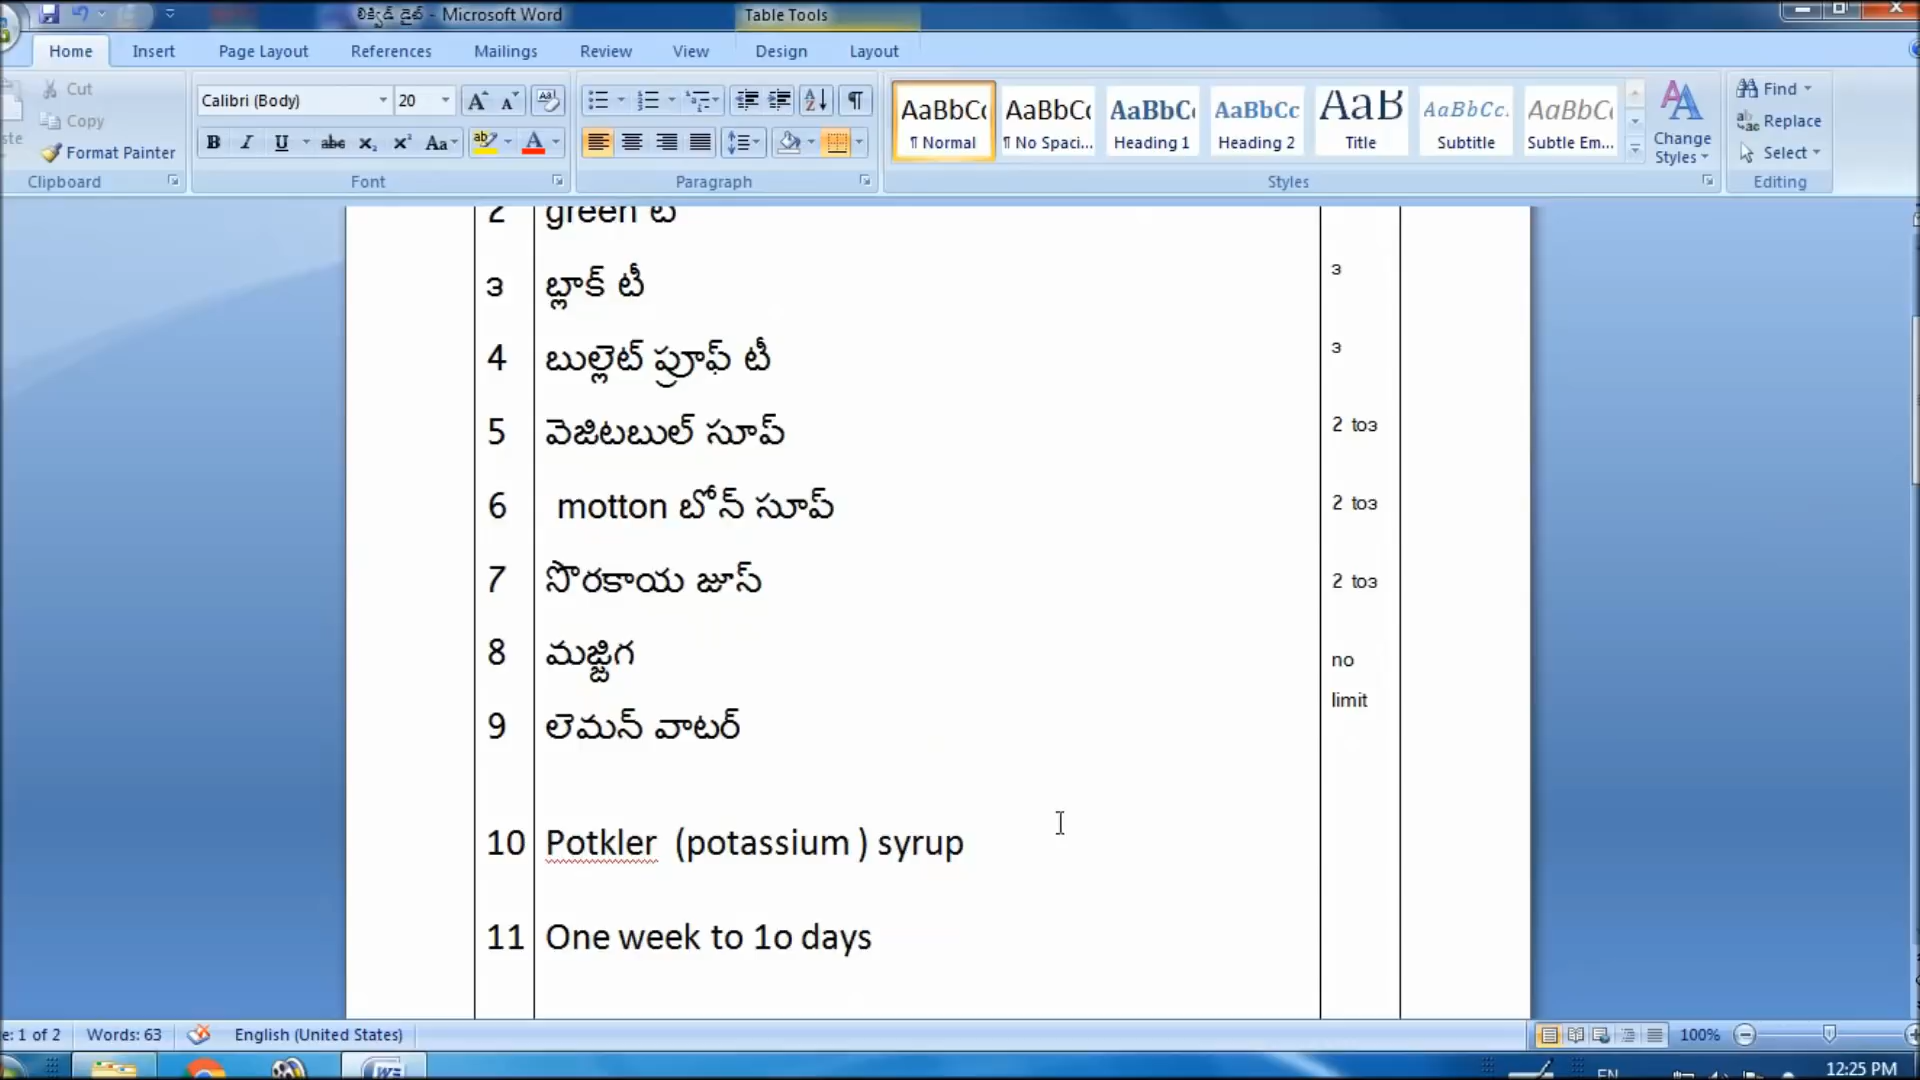 లిక్విడ్ డైట్ - Microsoft Word
Table Tools
Home Insert Page Layout References Mailings Review View Design Layout
Cut
Copy
Format Painter
Clipboard
Calibri (Body) 20
Font
Paragraph
AaBbCc AaBbCc AaBbC AaBbCc AaB AaBbCc. AaBbCc
¶ Normal ¶ No Spaci... Heading 1 Heading 2 Title Subtitle Subtle Em...
Change Styles
Styles
Find
Replace
Select
Editing
2 green టీ
3 బ్లాక్ టీ 3
4 బుల్లెట్ ప్రూఫ్ టీ 3
5 వెజిటబుల్ సూప్ 2 to3
6 motton బోన్ సూప్ 2 to3
7 సొరకాయ జూస్ 2 to3
8 మజ్జిగ no
limit
9 లెమన్ వాటర్
10 Potkler (potassium ) syrup
11 One week to 1o days
e: 1 of 2 Words: 63 English (United States) 100%
EN 12:25 PM